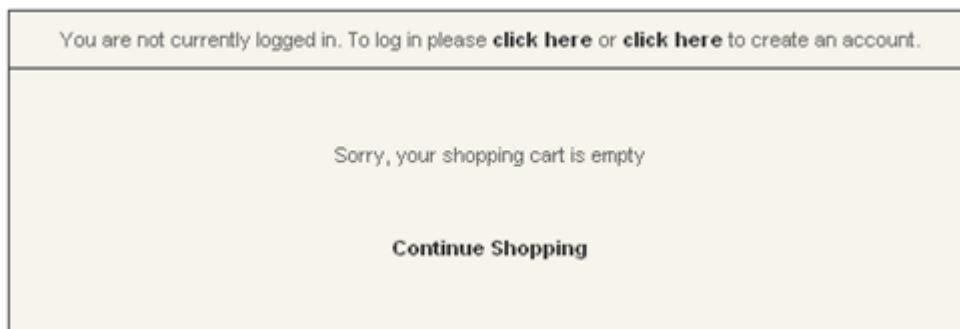 You are not currently logged in. To log in please click here or click here to create an account.
Sorry, your shopping cart is empty
Continue Shopping